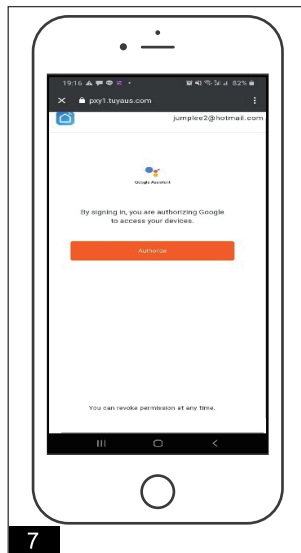 19:16
82%
pxy1.tuyaus.com
jumplee2@hotmail.com
Google Assistant
By signing in, you are authorizing Google
to access your devices.
Authorize
You can revoke permission at any time.
7